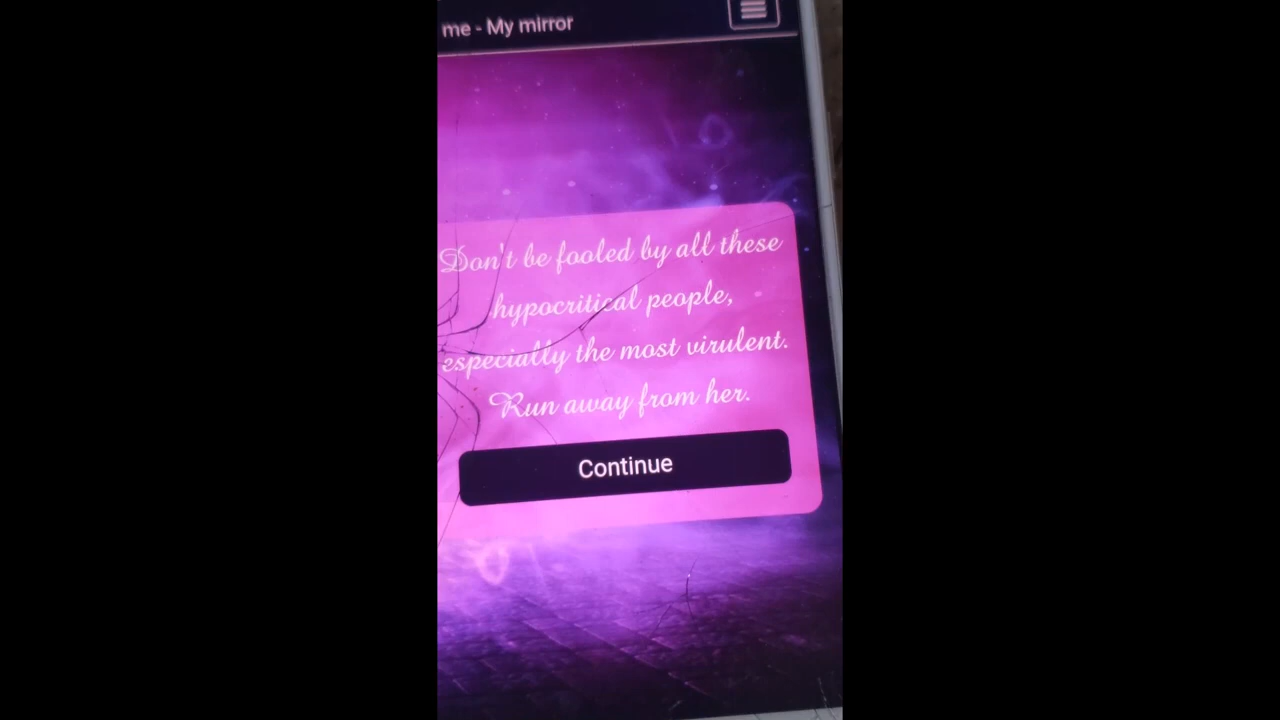 me - My mirror
Don't be fooled by all these
hypocritical people,
especially the most virulent.
Run away from her.
Continue